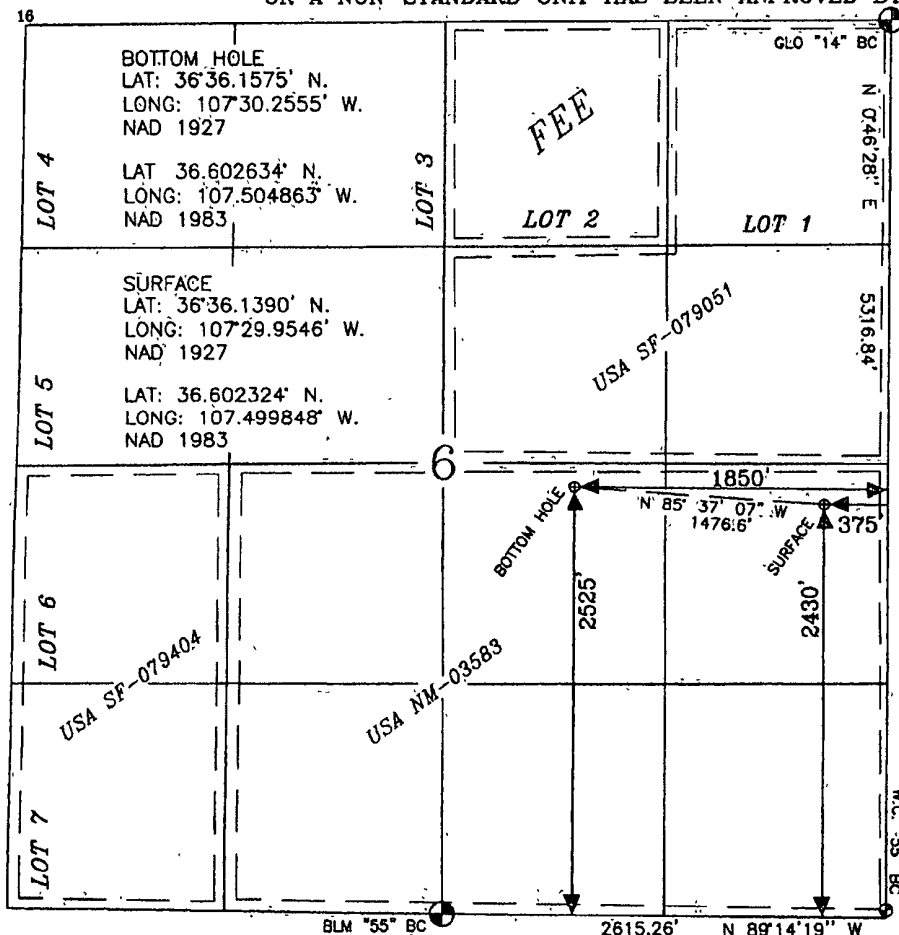 16
BOTTOM HOLE
LAT: 36°36.1575' N.
LONG: 107°30.2555' W.
NAD 1927
LAT 36.602634° N.
LONG: 107.504863° W.
NAD 1983
SURFACE
LAT: 36°36.1390' N.
LONG: 107°29.9546' W.
NAD 1927
LAT: 36.602324° N.
LONG: 107.499848° W.
NAD 1983
LOT 4
LOT 3
FEE
LOT 2
LOT 1
GLO "14" BC
N 0°46'28" E
5316.84'
LOT 5
USA SF-079051
6
1850'
N 85° 37' 07" W
1476.6'
375'
BOTTOM HOLE
SURFACE
2525'
2430'
LOT 6
USA SF-079404
USA NM-03583
LOT 7
BLM "55" BC
2615.26' N 89°14'19" W